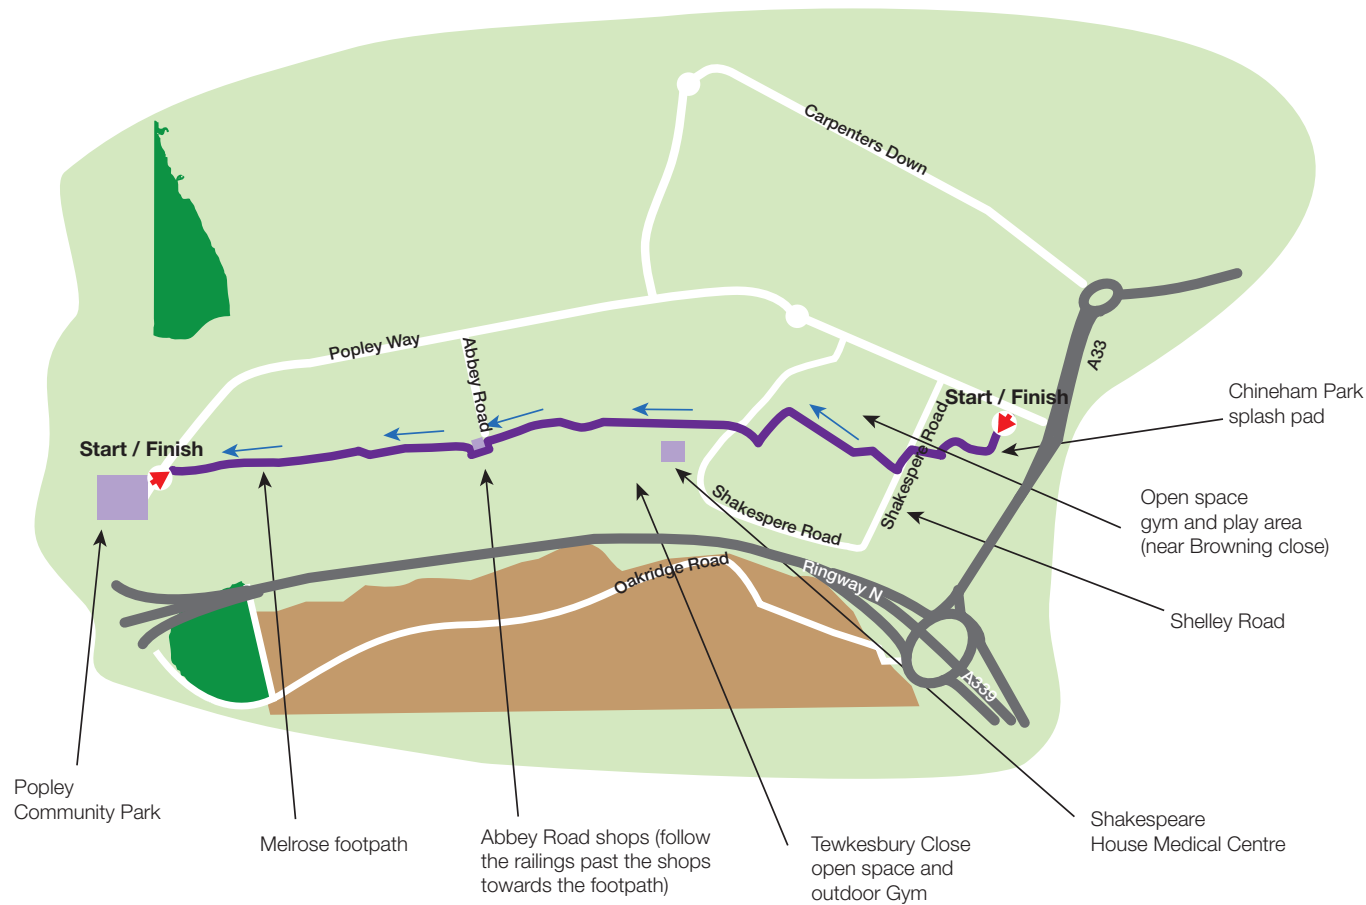 Carpenters Down
A33
Popley Way
Abbey Road
Start / Finish
Shakespere Road
Chineham Park
splash pad
Start / Finish
Open space
gym and play area
(near Browning close)
Shakespere Road
Oakridge Road
Ringway N
Shelley Road
A339
Popley
Community Park
Melrose footpath
Abbey Road shops (follow
the railings past the shops
towards the footpath)
Tewkesbury Close
open space and
outdoor Gym
Shakespeare
House Medical Centre